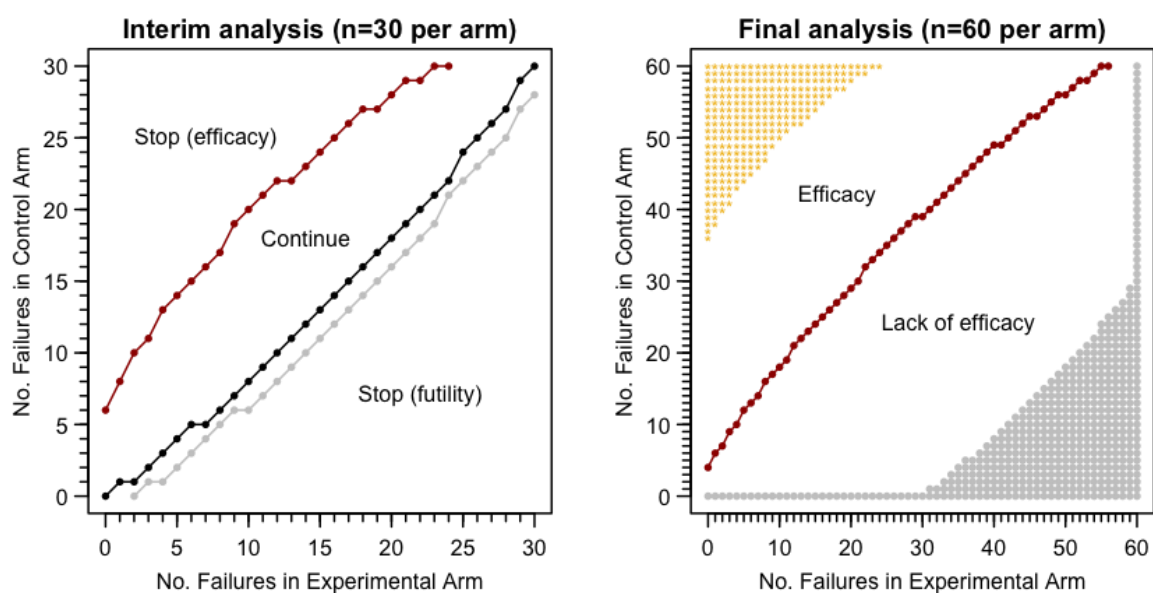 Interim analysis (n=30 per arm)
No. Failures in Control Arm
30
25
20
15
10
5
0
Stop (efficacy)
Continue
Stop (futility)
0 5 10 15 20 25 30
No. Failures in Experimental Arm
Final analysis (n=60 per arm)
No. Failures in Control Arm
60
50
40
30
20
10
0
Efficacy
Lack of efficacy
0 10 20 30 40 50 60
No. Failures in Experimental Arm